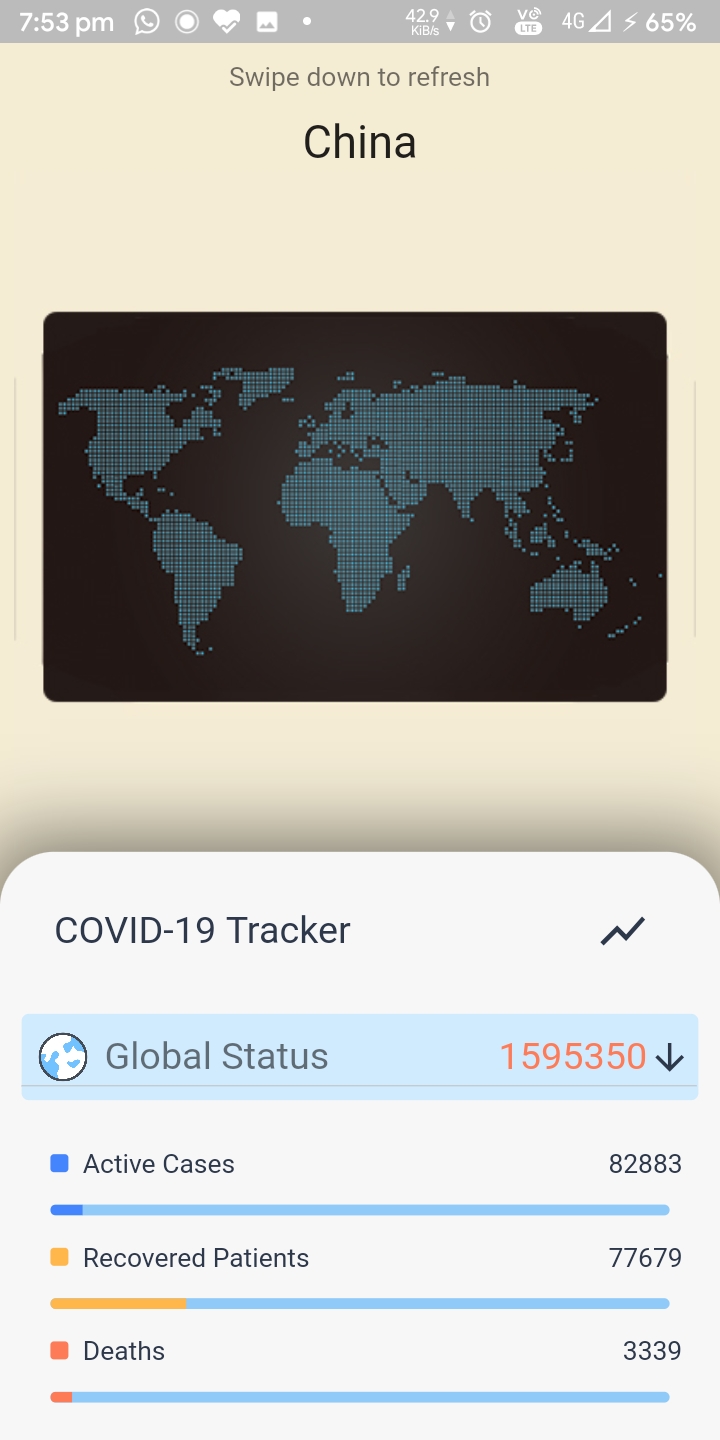 7:53 pm 42.9 KiB/s VO LTE 4G 65%
Swipe down to refresh
China
COVID-19 Tracker
Global Status 1595350
Active Cases 82883
Recovered Patients 77679
Deaths 3339